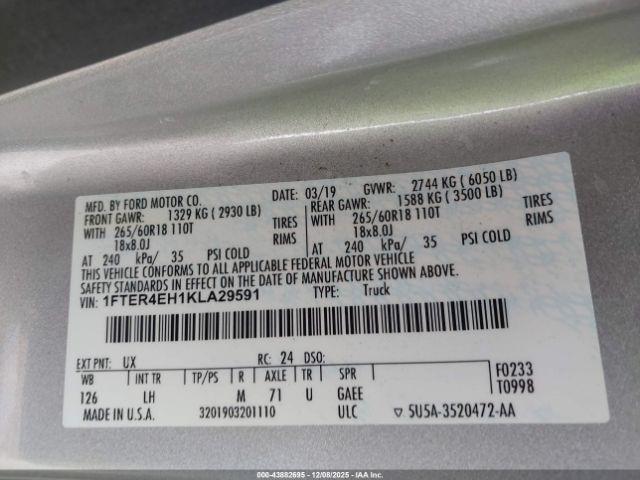 MFD. BY FORD MOTOR CO. DATE: 03/19 GVWR: 2744 KG ( 6050 LB)
FRONT GAWR: 1329 KG ( 2930 LB) REAR GAWR: 1588 KG ( 3500 LB)
WITH 265/60R18 110T TIRES WITH 265/60R18 110T TIRES
18x8.0J RIMS 18x8.0J RIMS
AT 240 kPa/ 35 PSI COLD AT 240 kPa/ 35 PSI COLD
THIS VEHICLE CONFORMS TO ALL APPLICABLE FEDERAL MOTOR VEHICLE
SAFETY STANDARDS IN EFFECT ON THE DATE OF MANUFACTURE SHOWN ABOVE.
VIN: 1FTER4EH1KLA29591 TYPE: Truck
EXT PNT: UX RC: 24 DSO: F0233
WB INT TR TP/PS R AXLE TR SPR T0998
126 LH M 71 U GAEE
MADE IN U.S.A. 3201903201110 ULC ▽ 5U5A-3520472-AA
000-43882695 - 12/08/2025 - IAA, Inc.